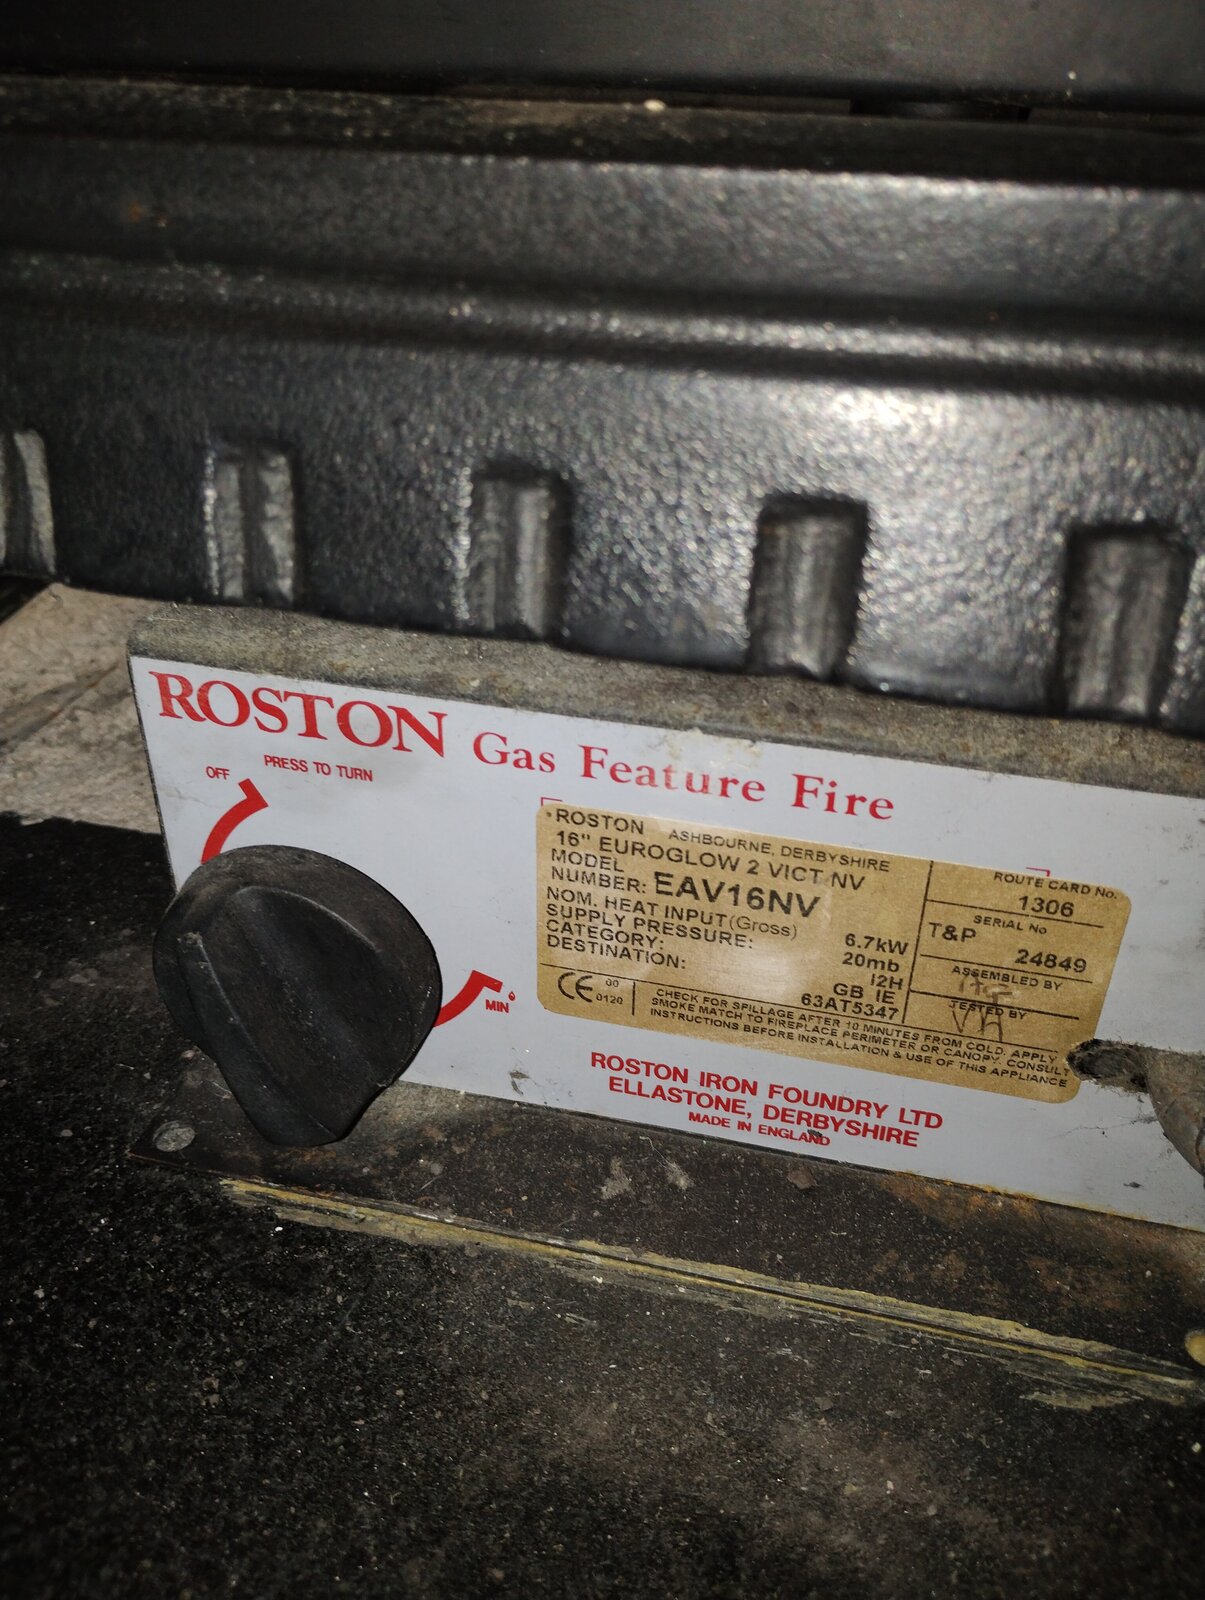 ROSTON Gas Feature Fire
OFF
PRESS TO TURN
MIN
ROSTON ASHBOURNE, DERBYSHIRE
16" EUROGLOW 2 VICT NV
MODEL
NUMBER: EAV16NV
NOM. HEAT INPUT (Gross) 6.7kW
SUPPLY PRESSURE: 20mb
CATEGORY: I2H
DESTINATION: GB IE
63AT5347
CE 00
0120
CHECK FOR SPILLAGE AFTER 10 MINUTES FROM COLD. APPLY
SMOKE MATCH TO FIREPLACE PERIMETER OR CANOPY. CONSULT
INSTRUCTIONS BEFORE INSTALLATION & USE OF THIS APPLIANCE
ROUTE CARD No.
1306
SERIAL No
T&P 24849
ASSEMBLED BY
TESTED BY
VH
ROSTON IRON FOUNDRY LTD
ELLASTONE, DERBYSHIRE
MADE IN ENGLAND